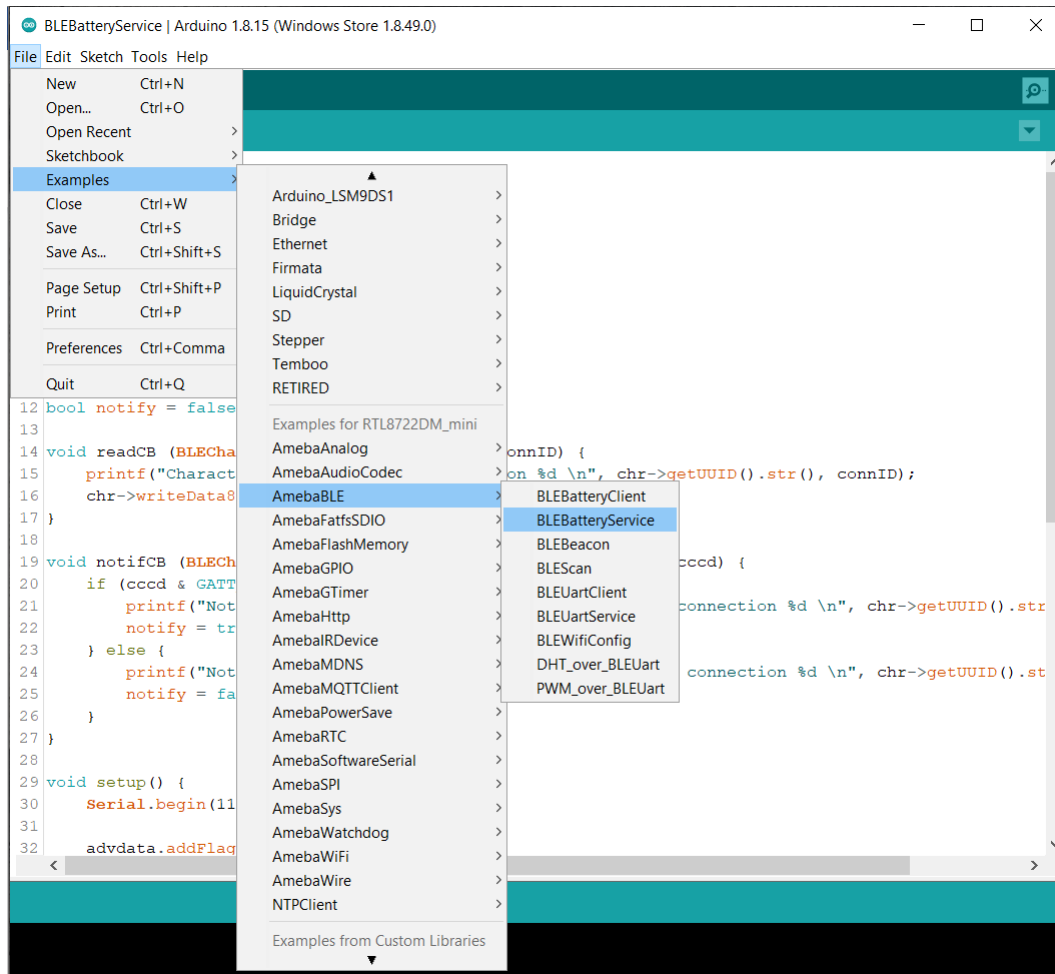 BLEBatteryService | Arduino 1.8.15 (Windows Store 1.8.49.0)
File Edit Sketch Tools Help
New Ctrl+N
Open... Ctrl+O
Open Recent
Sketchbook
Examples
Close Ctrl+W
Save Ctrl+S
Save As... Ctrl+Shift+S
Page Setup Ctrl+Shift+P
Print Ctrl+P
Preferences Ctrl+Comma
Quit Ctrl+Q
Arduino_LSM9DS1
Bridge
Ethernet
Firmata
LiquidCrystal
SD
Stepper
Temboo
RETIRED
Examples for RTL8722DM_mini
AmebaAnalog
AmebaAudioCodec
AmebaBLE
AmebaFatfsSDIO
AmebaFlashMemory
AmebaGPIO
AmebaGTimer
AmebaHttp
AmebaIRDevice
AmebaMDNS
AmebaMQTTClient
AmebaPowerSave
AmebaRTC
AmebaSoftwareSerial
AmebaSPI
AmebaSys
AmebaWatchdog
AmebaWiFi
AmebaWire
NTPClient
Examples from Custom Libraries
BLEBatteryClient
BLEBatteryService
BLEBeacon
BLEScan
BLEUartClient
BLEUartService
BLEWifiConfig
DHT_over_BLEUart
PWM_over_BLEUart
12 bool notify = false
13
14 void readCB (BLECha onnID) {
15 printf("Charact on %d \n", chr->getUUID().str(), connID);
16 chr->writeData8
17 }
18
19 void notifCB (BLECh cccd) {
20 if (cccd & GATT
21 printf("Not connection %d \n", chr->getUUID().str
22 notify = tr
23 } else {
24 printf("Not connection %d \n", chr->getUUID().st
25 notify = fa
26 }
27 }
28
29 void setup() {
30 Serial.begin(11
31
32 advdata.addFlag